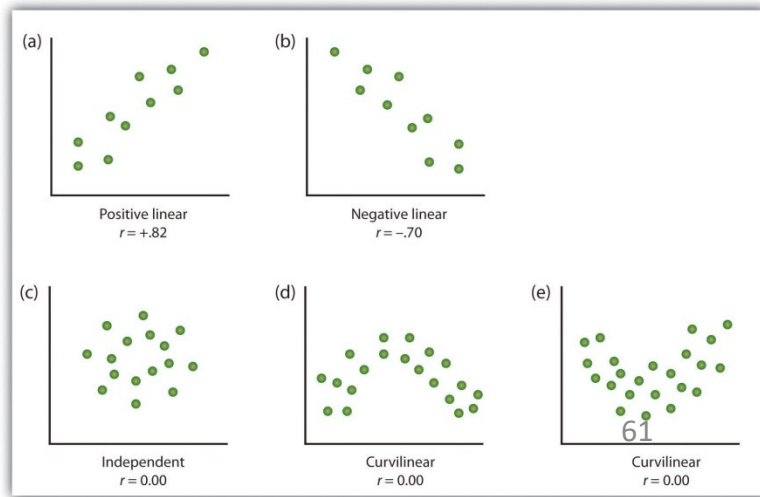 (a)
Positive linear
r = +.82
(b)
Negative linear
r = –.70
(c)
Independent
r = 0.00
(d)
Curvilinear
r = 0.00
(e)
61
Curvilinear
r = 0.00